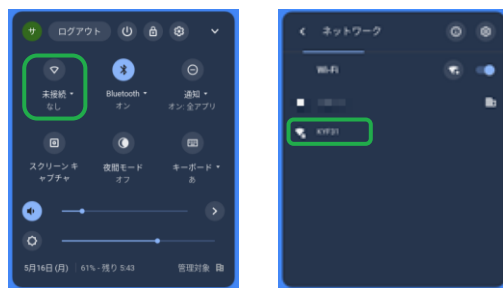 サ ログアウト
未接続
なし
Bluetooth
オン
通知
オン: 全アプリ
スクリーン キャプチャ
夜間モード
オフ
キーボード
あ
5月16日 (月) 61% - 残り 5:43 管理対象
ネットワーク
Wi-Fi
KYF31